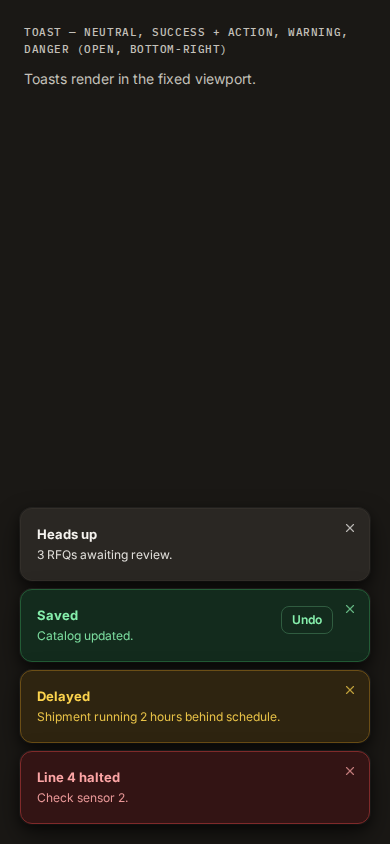 TOAST — NEUTRAL, SUCCESS + ACTION, WARNING,
DANGER (OPEN, BOTTOM-RIGHT)
Toasts render in the fixed viewport.
Heads up
3 RFQs awaiting review.
Saved
Catalog updated.
Undo
Delayed
Shipment running 2 hours behind schedule.
Line 4 halted
Check sensor 2.